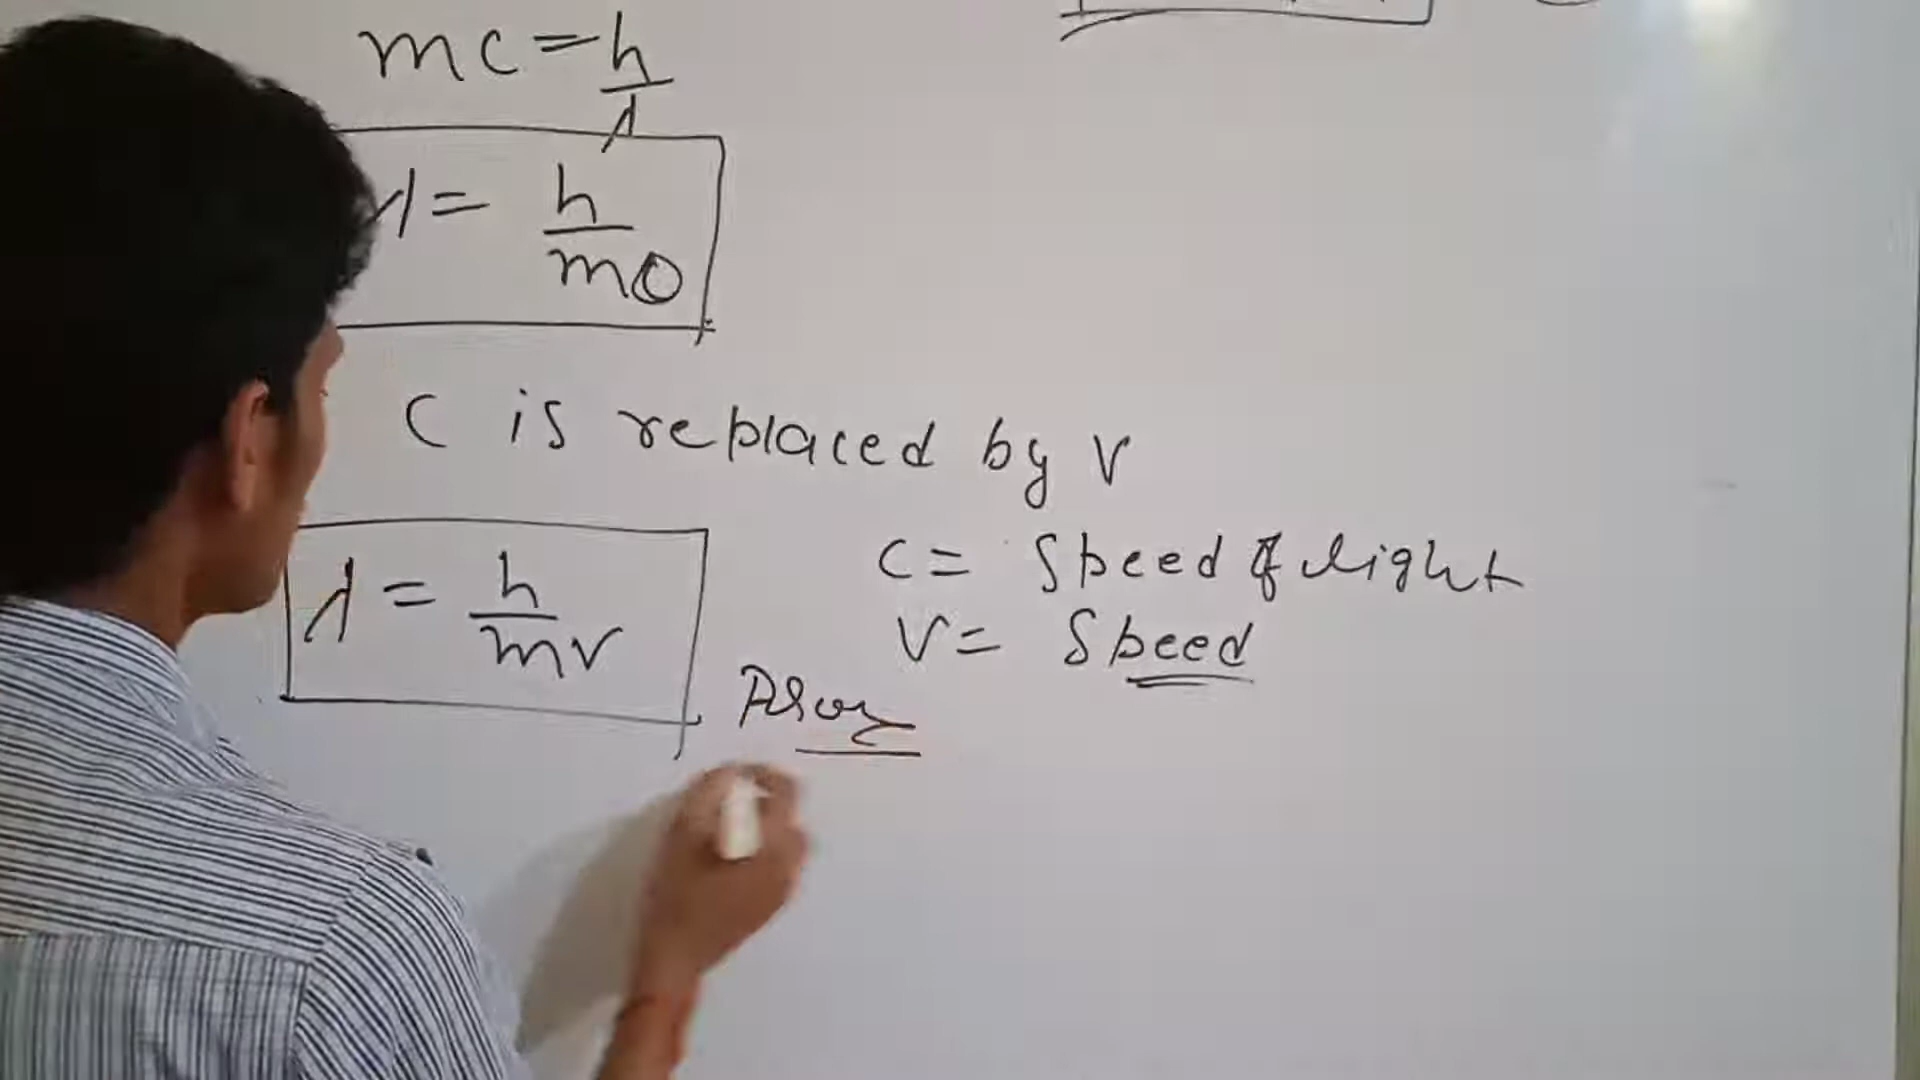 mc = h/λ
λ = h/mc
C is replaced by v
λ = h/mv
C = Speed of light
V = Speed